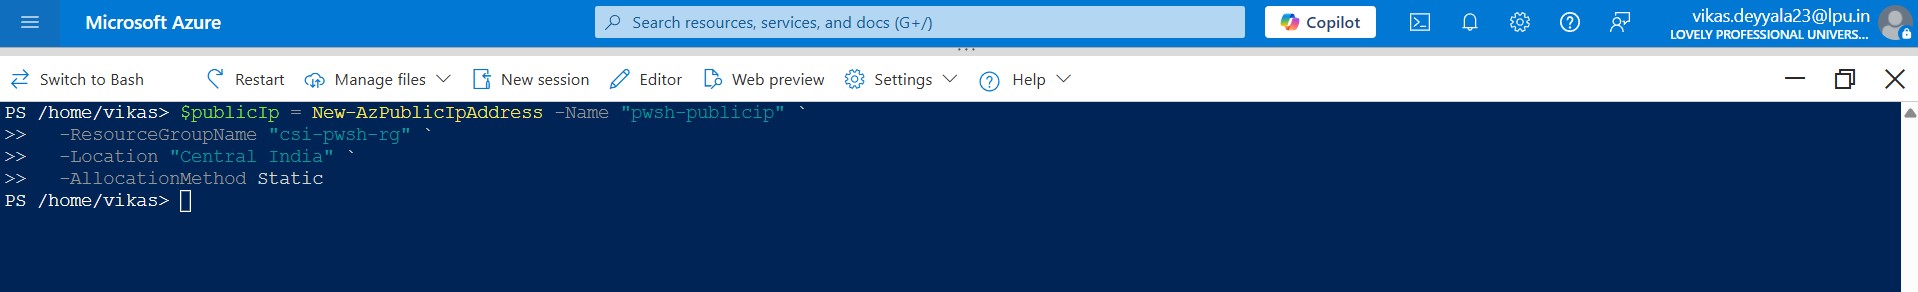 Microsoft Azure
Search resources, services, and docs (G+/)
Copilot
vikas.deyyala23@lpu.in
LOVELY PROFESSIONAL UNIVERS...
Switch to Bash
Restart
Manage files
New session
Editor
Web preview
Settings
Help
PS /home/vikas> $publicIp = New-AzPublicIpAddress -Name "pwsh-publicip" `
>>   -ResourceGroupName "csi-pwsh-rg" `
>>   -Location "Central India" `
>>   -AllocationMethod Static
PS /home/vikas>